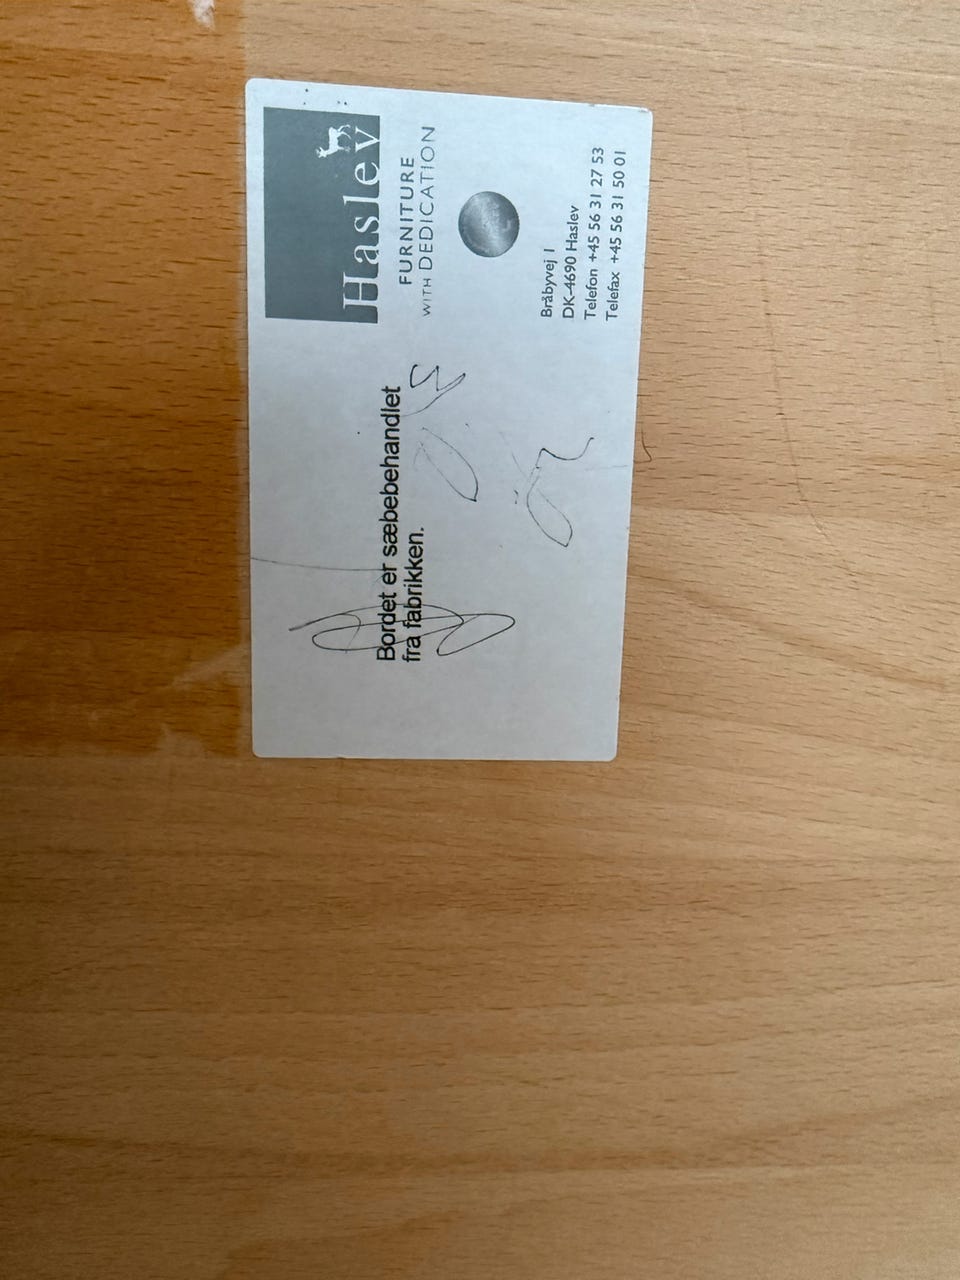 Haslev
FURNITURE
WITH DEDICATION
Bråbyvej 1
DK-4690 Haslev
Telefon +45 56 31 27 53
Telefax +45 56 31 50 01
Bordet er sæbebehandlet
fra fabrikken.